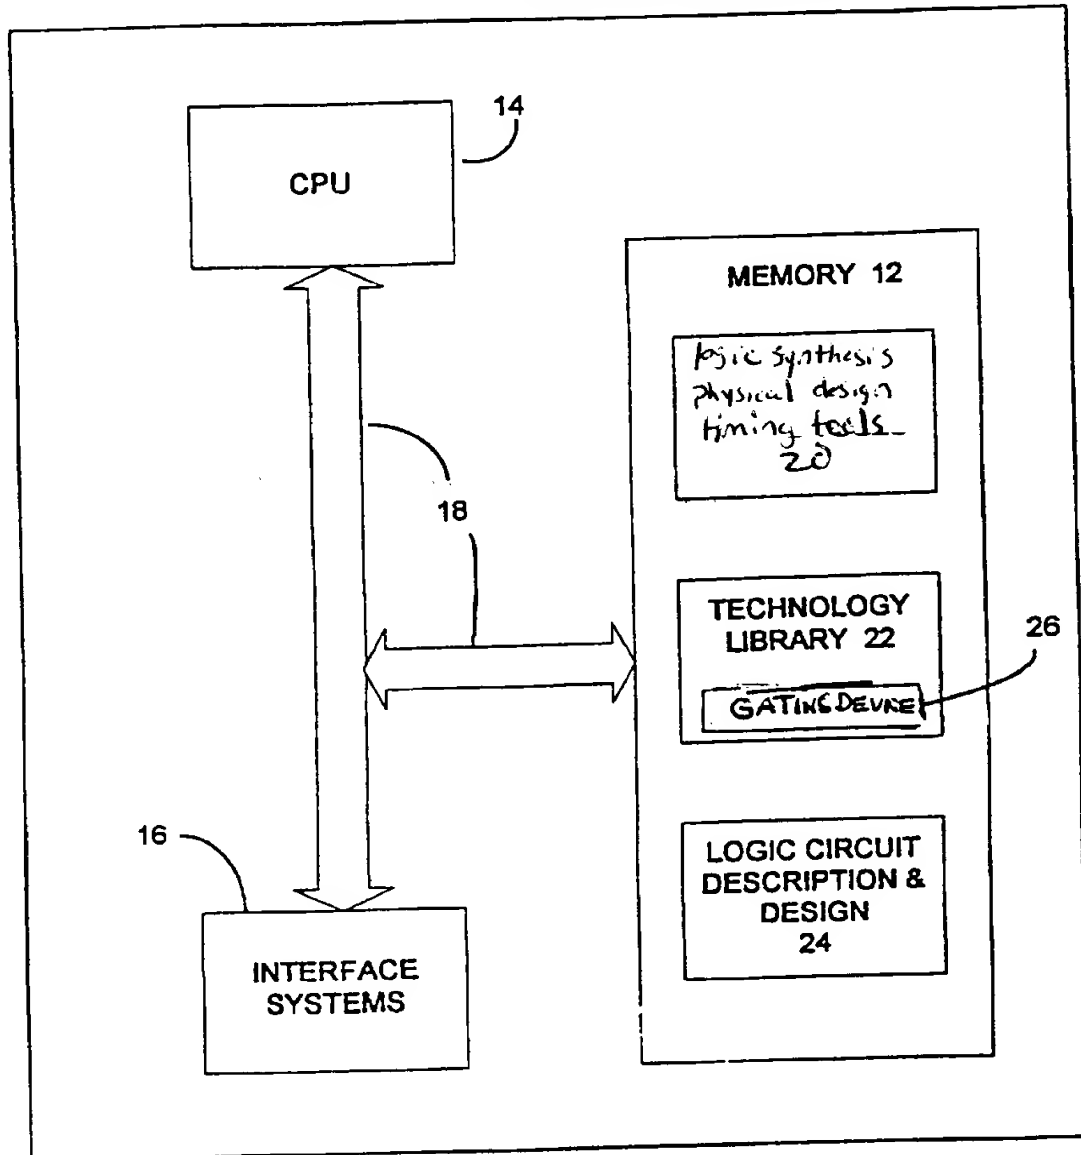 14
CPU
MEMORY 12
logic synthesis
physical design
timing tools
20
18
TECHNOLOGY
LIBRARY 22
26
GATING DEVICE
16
LOGIC CIRCUIT
DESCRIPTION &
DESIGN
24
INTERFACE
SYSTEMS